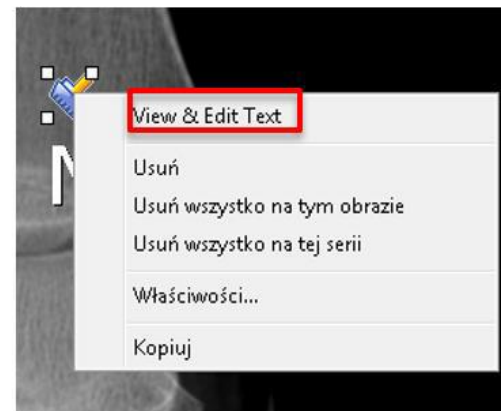 View & Edit Text
Usuń
Usuń wszystko na tym obrazie
Usuń wszystko na tej serii
Właściwości...
Kopiuj